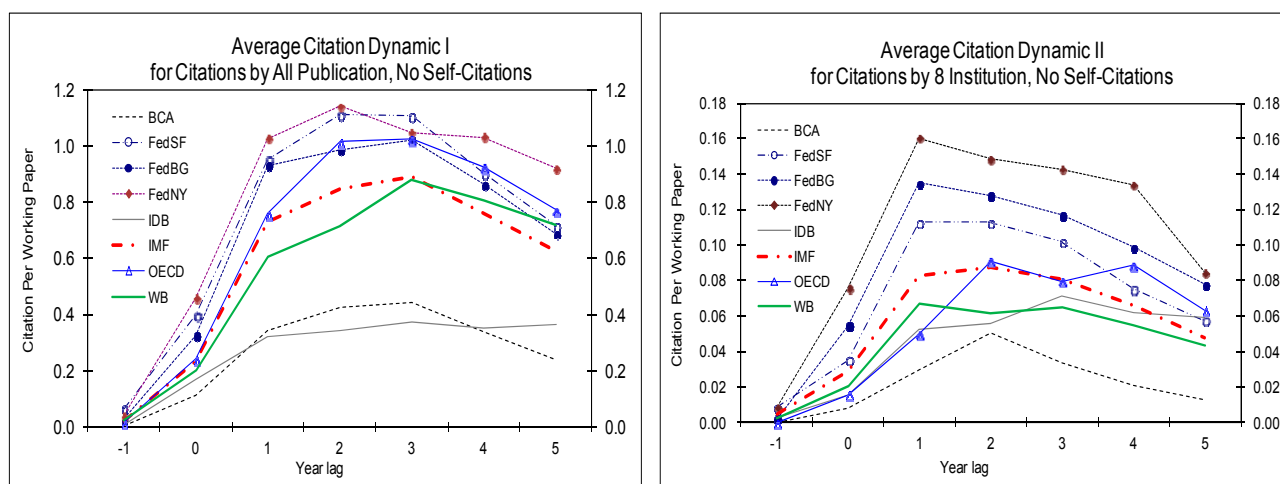 Average Citation Dynamic I
for Citations by All Publication, No Self-Citations
1.2
1.0
0.8
0.6
0.4
0.2
0.0
Citation Per Working Paper
BCA
FedSF
FedBG
FedNY
IDB
IMF
OECD
WB
1.2
1.0
0.8
0.6
0.4
0.2
0.0
-1 0 1 2 3 4 5
Year lag
Average Citation Dynamic II
for Citations by 8 Institution, No Self-Citations
0.18
0.16
0.14
0.12
0.10
0.08
0.06
0.04
0.02
0.00
Citation Per Working Paper
BCA
FedSF
FedBG
FedNY
IDB
IMF
OECD
WB
0.18
0.16
0.14
0.12
0.10
0.08
0.06
0.04
0.02
0.00
-1 0 1 2 3 4 5
Year lag